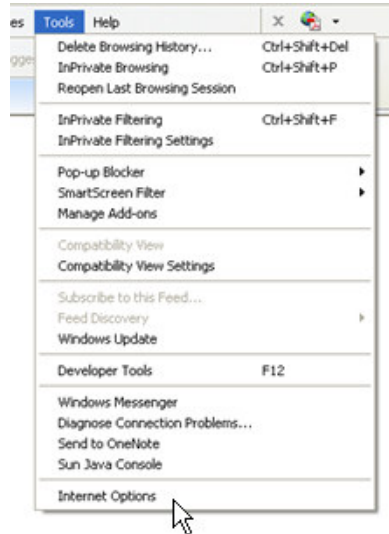 es Tools Help
Delete Browsing History... Ctrl+Shift+Del
InPrivate Browsing Ctrl+Shift+P
Reopen Last Browsing Session
InPrivate Filtering Ctrl+Shift+F
InPrivate Filtering Settings
Pop-up Blocker
SmartScreen Filter
Manage Add-ons
Compatibility View
Compatibility View Settings
Subscribe to this Feed...
Feed Discovery
Windows Update
Developer Tools F12
Windows Messenger
Diagnose Connection Problems...
Send to OneNote
Sun Java Console
Internet Options